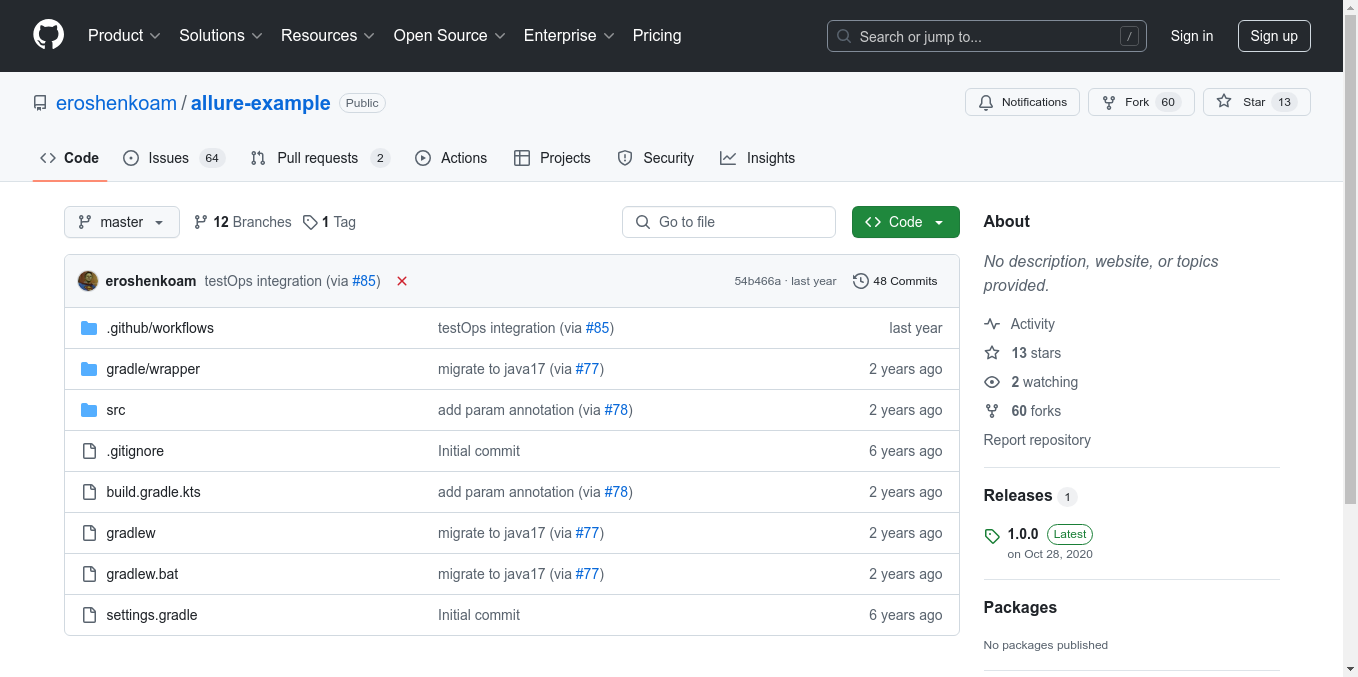 Product Solutions Resources Open Source Enterprise Pricing Search or jump to... / Sign in Sign up
eroshenkoam / allure-example Public Notifications Fork 60 Star 13
Code Issues 64 Pull requests 2 Actions Projects Security Insights
master 12 Branches 1 Tag Go to file Code
eroshenkoam testOps integration (via #85) 54b466a · last year 48 Commits
.github/workflows testOps integration (via #85) last year
gradle/wrapper migrate to java17 (via #77) 2 years ago
src add param annotation (via #78) 2 years ago
.gitignore Initial commit 6 years ago
build.gradle.kts add param annotation (via #78) 2 years ago
gradlew migrate to java17 (via #77) 2 years ago
gradlew.bat migrate to java17 (via #77) 2 years ago
settings.gradle Initial commit 6 years ago
About
No description, website, or topics
provided.
Activity
13 stars
2 watching
60 forks
Report repository
Releases 1
1.0.0 Latest
on Oct 28, 2020
Packages
No packages published